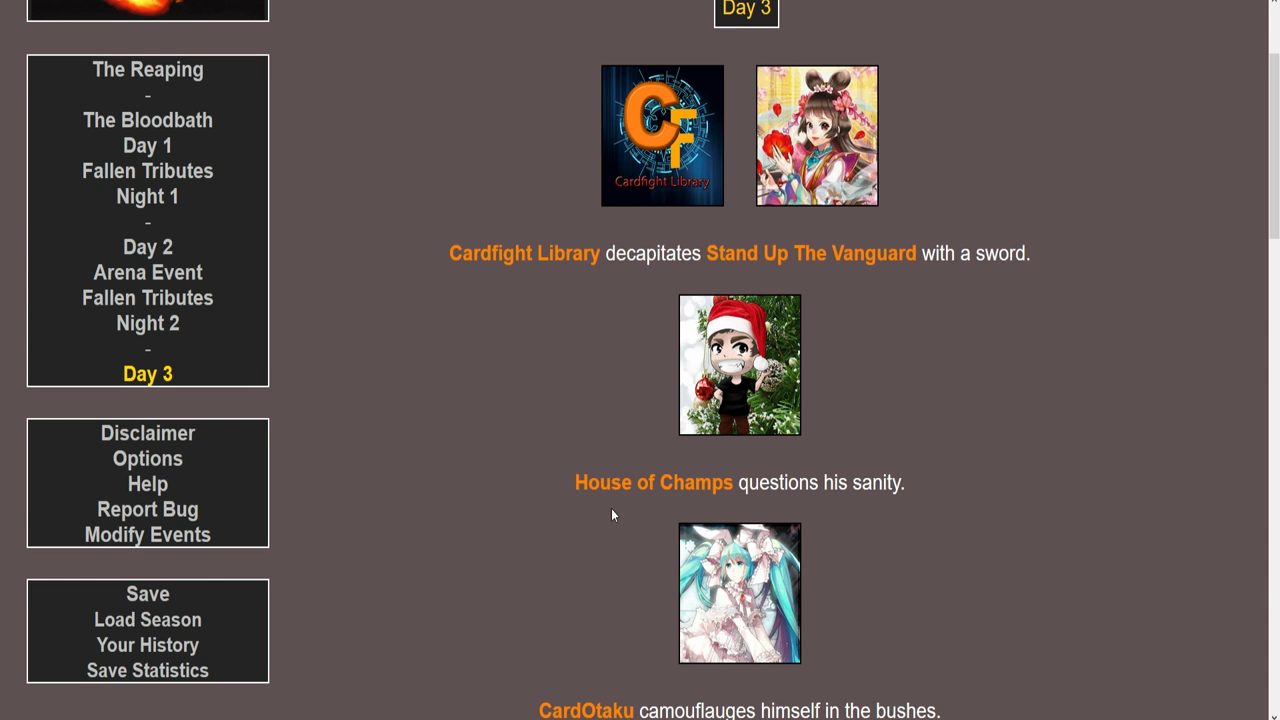 Day 3
The Reaping
-
The Bloodbath
Day 1
Fallen Tributes
Night 1
-
Day 2
Arena Event
Fallen Tributes
Night 2
-
Day 3
Disclaimer
Options
Help
Report Bug
Modify Events
Save
Load Season
Your History
Save Statistics
CF
Cardfight Library
Cardfight Library decapitates Stand Up The Vanguard with a sword.
House of Champs questions his sanity.
CardOtaku camouflauges himself in the bushes.